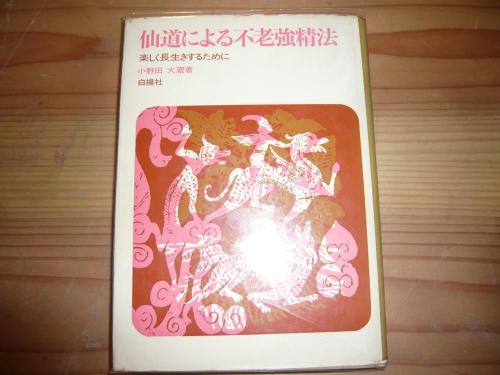 仙道による不老強精法
楽しく長生きするために
小野田 大蔵著
白揚社